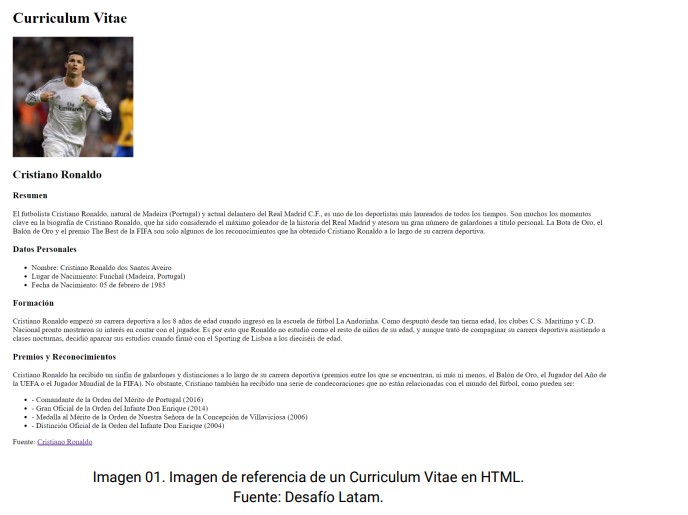 Curriculum Vitae
Fly
Emirates
Cristiano Ronaldo
Resumen
El futbolista Cristiano Ronaldo, natural de Madeira (Portugal) y actual delantero del Real Madrid C.F., es uno de los deportistas más laureados de todos los tiempos. Son muchos los momentos
clave en la biografía de Cristiano Ronaldo, que ha sido considerado el máximo goleador de la historia del Real Madrid y atesora un gran número de galardones a título personal. La Bota de Oro, el
Balón de Oro y el premio The Best de la FIFA son solo algunos de los reconocimientos que ha obtenido Cristiano Ronaldo a lo largo de su carrera deportiva.
Datos Personales
• Nombre: Cristiano Ronaldo dos Santos Aveiro
• Lugar de Nacimiento: Funchal (Madeira, Portugal)
• Fecha de Nacimiento: 05 de febrero de 1985
Formación
Cristiano Ronaldo empezó su carrera deportiva a los 8 años de edad cuando ingresó en la escuela de fútbol La Andorinha. Como despuntó desde tan tierna edad, los clubes C.S. Marítimo y C.D.
Nacional pronto mostraron su interés en contar con el jugador. Es por esto que Ronaldo no estudió como el resto de niños de su edad, y aunque trató de compaginar su carrera deportiva asistiendo a
clases nocturnas, decidió aparcar sus estudios cuando firmó con el Sporting de Lisboa a los dieciséis de edad.
Premios y Reconocimientos
Cristiano Ronaldo ha recibido un sinfín de galardones y distinciones a lo largo de su carrera deportiva (premios entre los que se encuentran, ni más ni menos, el Balón de Oro, el Jugador del Año de
la UEFA o el Jugador Mundial de la FIFA). No obstante, Cristiano también ha recibido una serie de condecoraciones que no están relacionadas con el mundo del fútbol, como pueden ser:
• - Comandante de la Orden del Mérito de Portugal (2016)
• - Gran Oficial de la Orden del Infante Don Enrique (2014)
• - Medalla al Mérito de la Orden de Nuestra Señora de la Concepción de Villaviciosa (2006)
• - Distinción Oficial de la Orden del Infante Don Enrique (2004)
Fuente: Cristiano Ronaldo
Imagen 01. Imagen de referencia de un Curriculum Vitae en HTML.
Fuente: Desafío Latam.